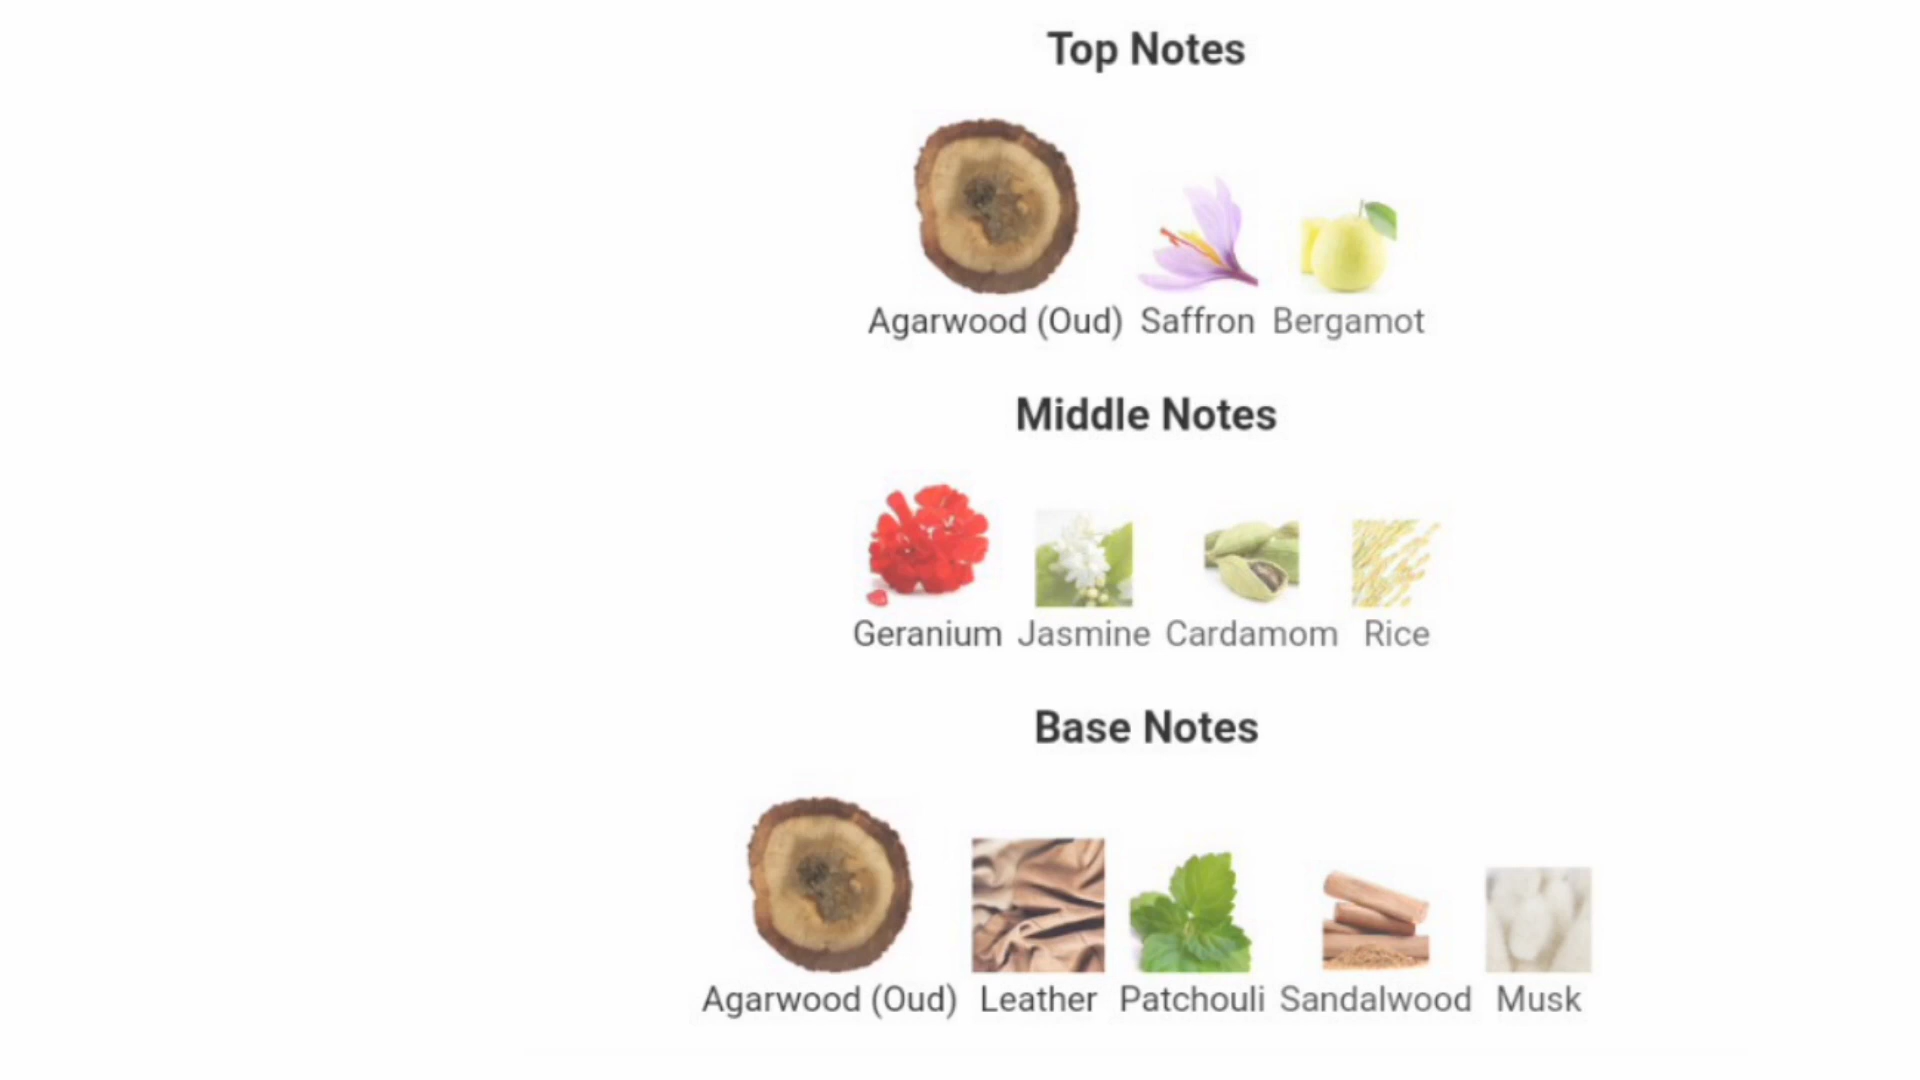 Top Notes
Agarwood (Oud) Saffron Bergamot
Middle Notes
Geranium Jasmine Cardamom Rice
Base Notes
Agarwood (Oud) Leather Patchouli Sandalwood Musk